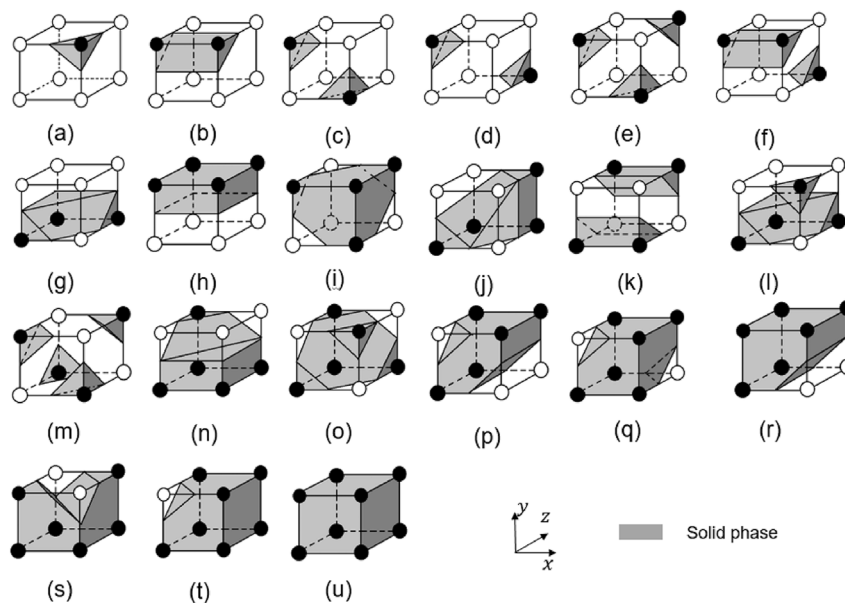 (a) (b) (c) (d) (e) (f)
(g) (h) (i) (j) (k) (l)
(m) (n) (o) (p) (q) (r)
y z x Solid phase
(s) (t) (u)